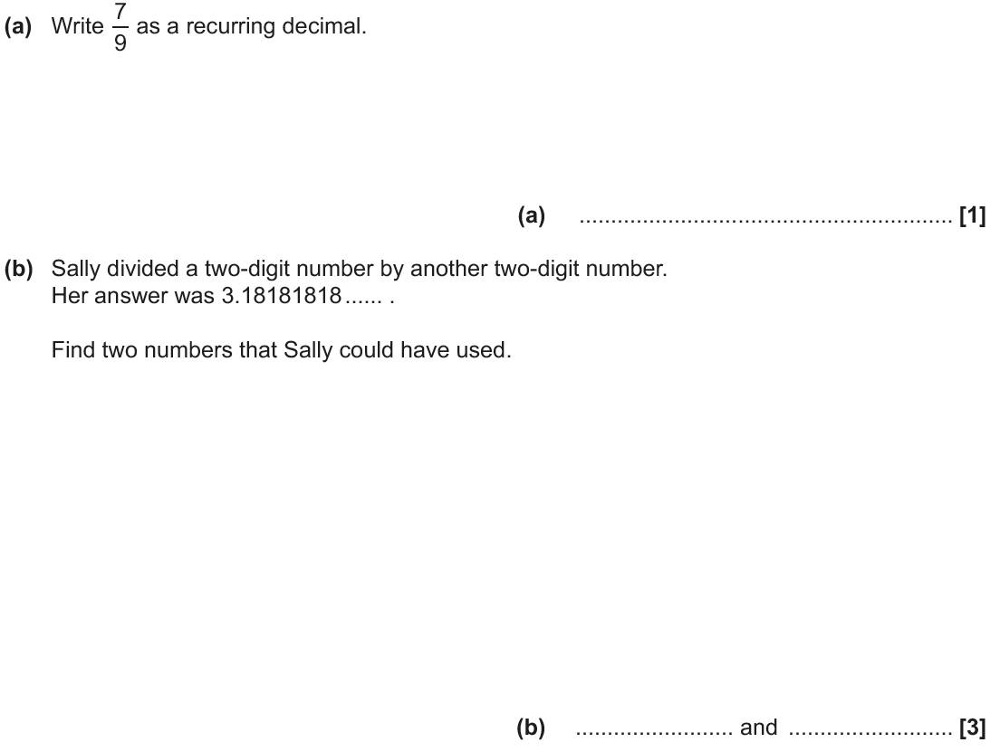 (a) Write 7/9 as a recurring decimal.
(a) ........................................................... [1]
(b) Sally divided a two-digit number by another two-digit number.
Her answer was 3.18181818...... .
Find two numbers that Sally could have used.
(b) ......................... and .......................... [3]